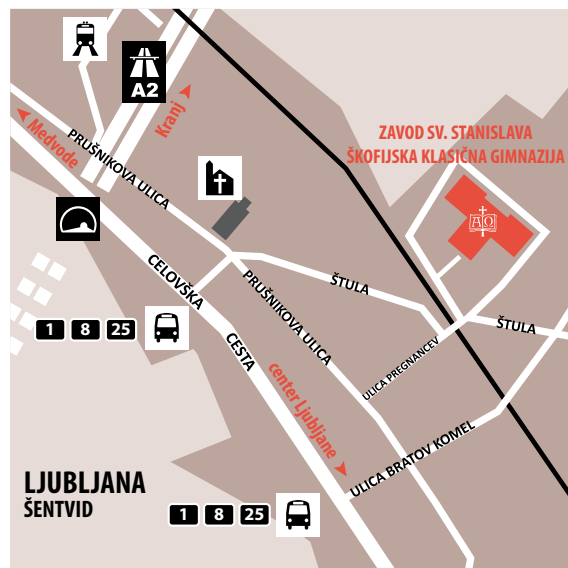 A2
Kranj
Medvode
PRUŠNIKOVA ULICA
ZAVOD SV. STANISLAVA
ŠKOFIJSKA KLASIČNA GIMNAZIJA
Α Ω
CELOVŠKA
CESTA
PRUŠNIKOVA ULICA
ŠTULA
ŠTULA
1 8 25
ULICA PREGNANCEV
center Ljubljane
ULICA BRATOV KOMEL
LJUBLJANA
ŠENTVID
1 8 25